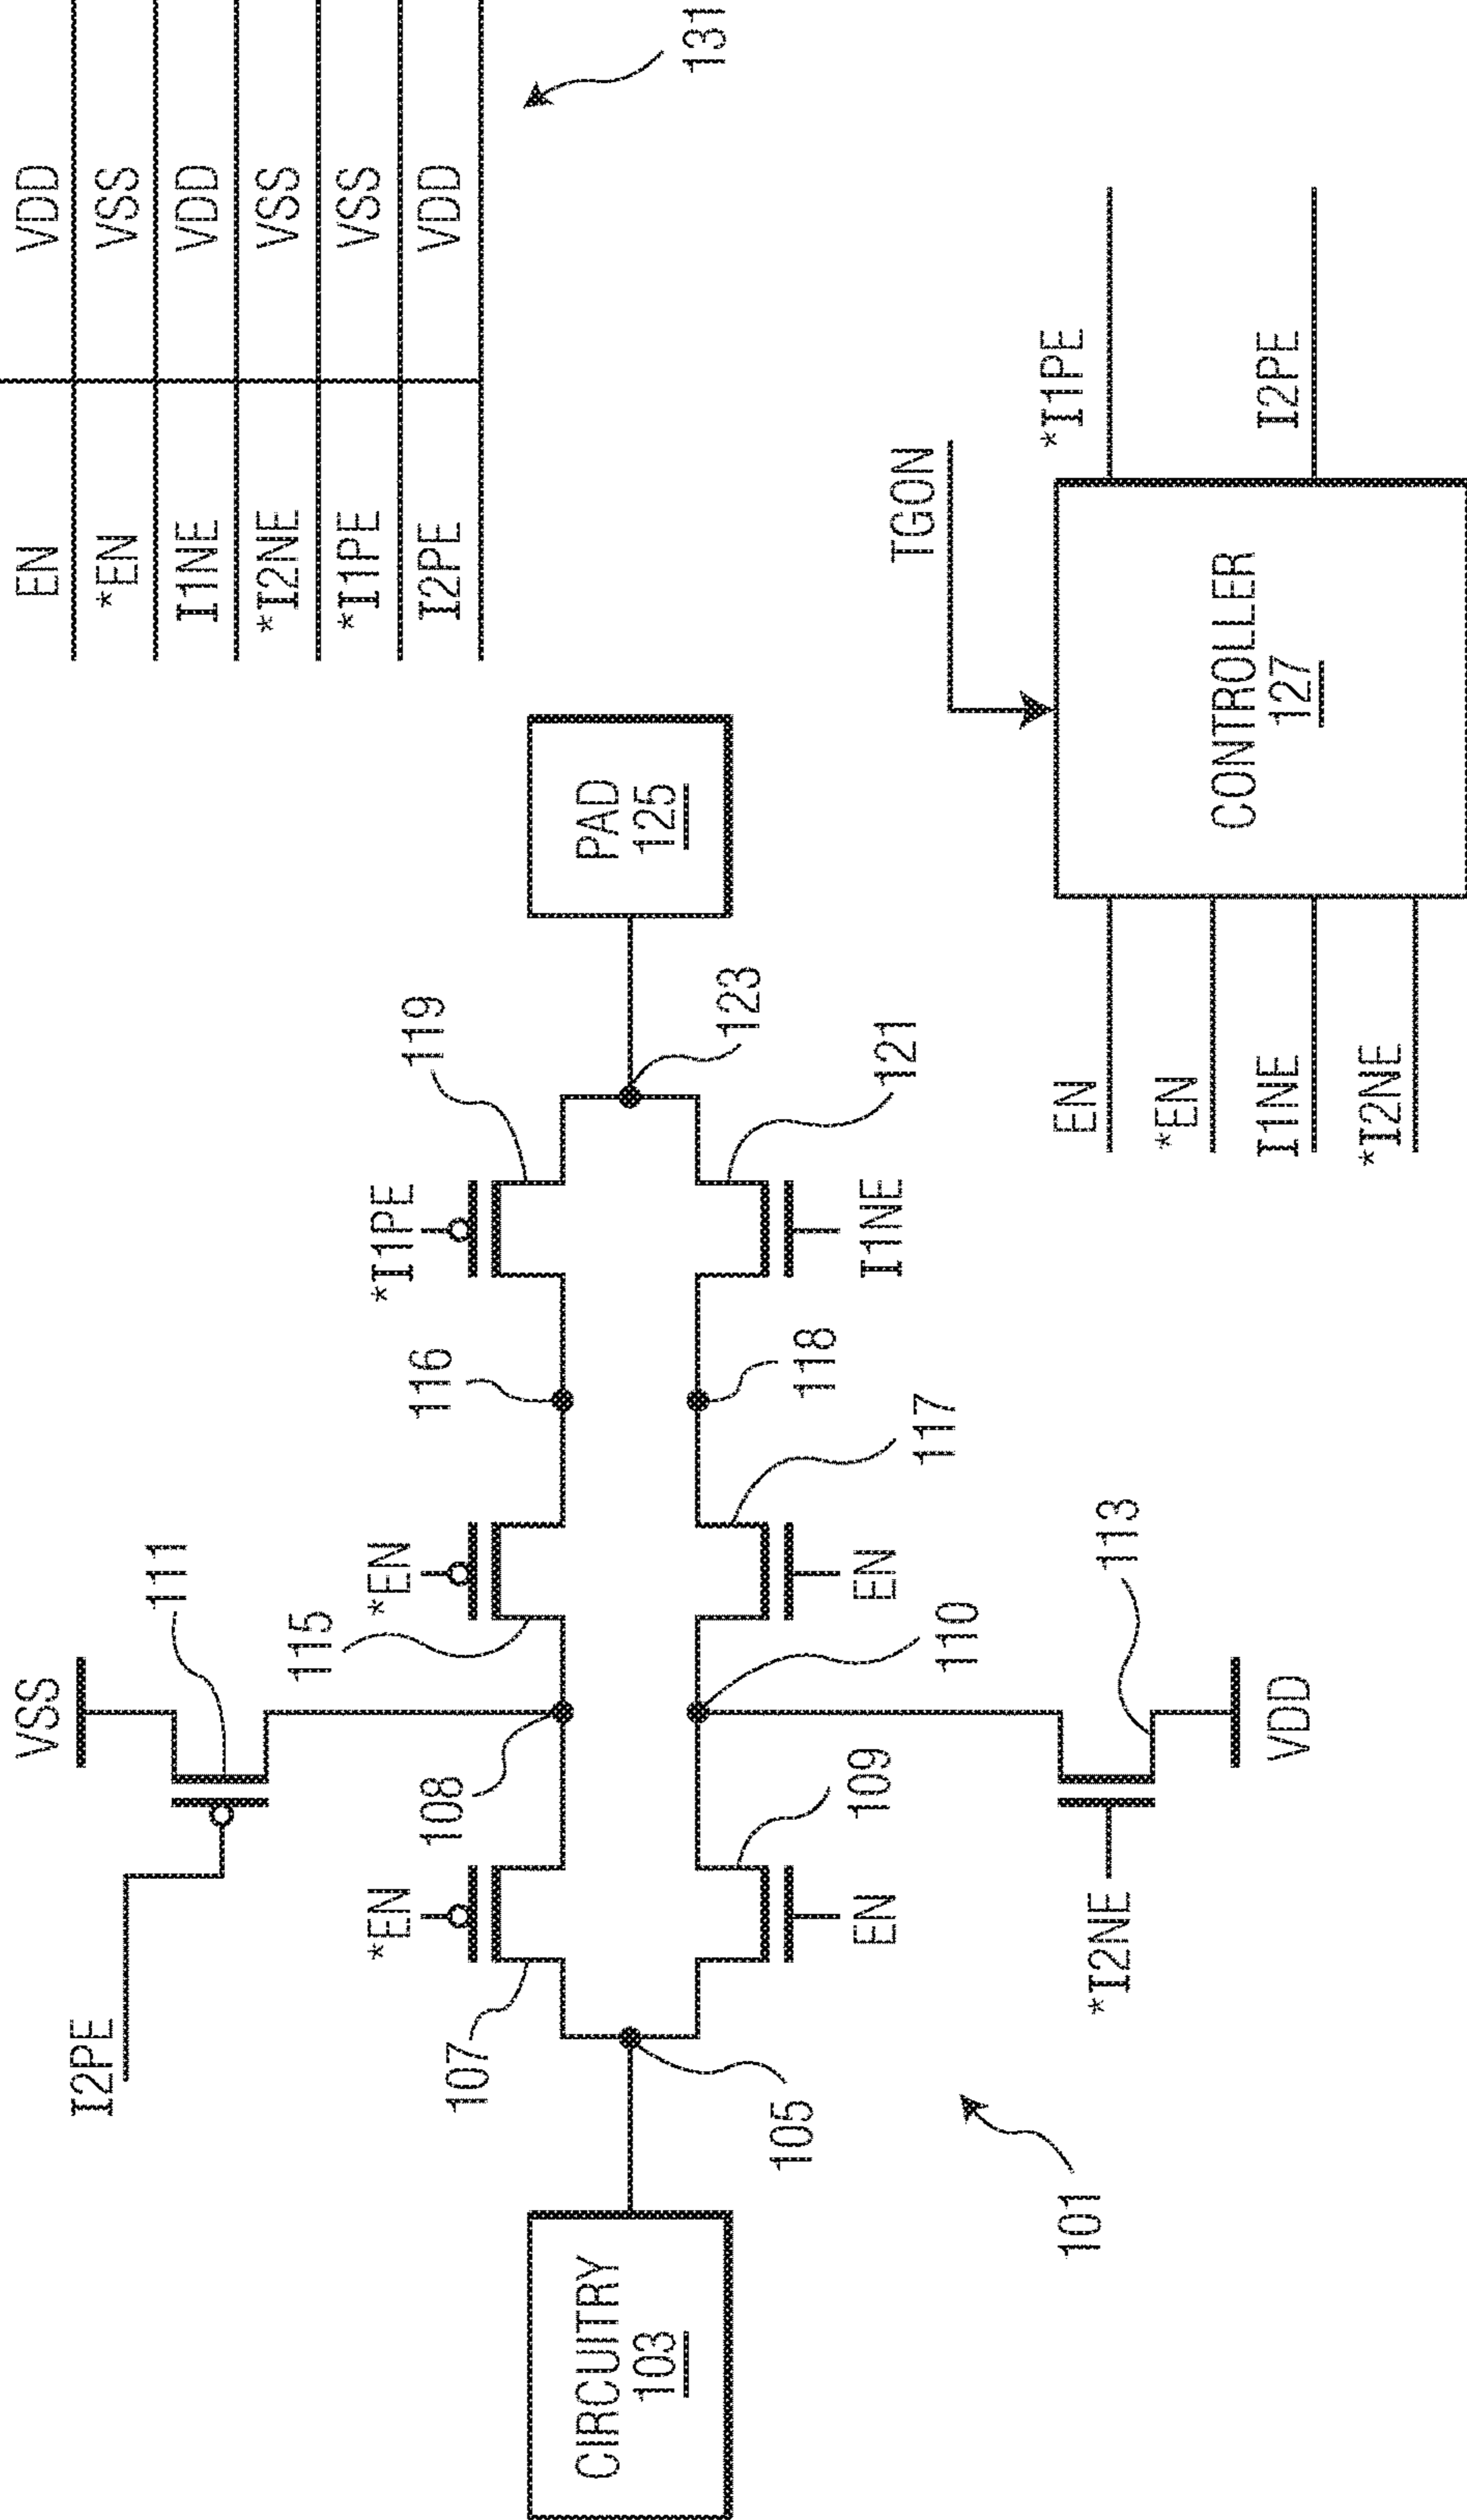 EN VDD
*EN VSS
I1NE VDD
*I2NE VSS
*I1PE VSS
I2PE VDD
131
I2PE
VSS
111
108
115
116
119
*EN
*EN
*I1PE
107
CIRCUITRY
103
PAD
125
105
123
109
110
117
118
121
EN
EN
I1NE
113
*I2NE
VDD
101
TGON
EN
*EN
I1NE
*I2NE
CONTROLLER
127
*I1PE
I2PE